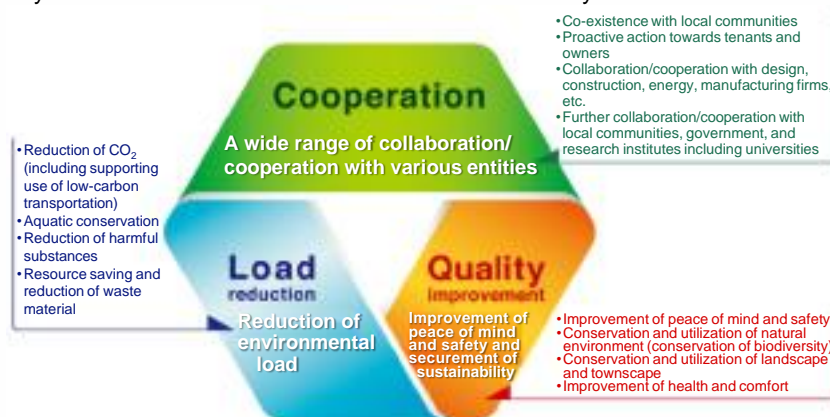 •Co-existence with local communities
•Proactive action towards tenants and
owners
•Collaboration/cooperation with design,
construction, energy, manufacturing firms,
etc.
•Further collaboration/cooperation with
local communities, government, and
research institutes including universities
Cooperation
A wide range of collaboration/
cooperation with various entities
•Reduction of CO₂
(including supporting
use of low-carbon
transportation)
•Aquatic conservation
•Reduction of harmful
substances
•Resource saving and
reduction of waste
material
Load
reduction
Reduction of
environmental
load
Quality
improvement
Improvement of
peace of mind
and safety and
securement of
sustainability
•Improvement of peace of mind and safety
•Conservation and utilization of natural
environment (conservation of biodiversity)
•Conservation and utilization of landscape
and townscape
•Improvement of health and comfort